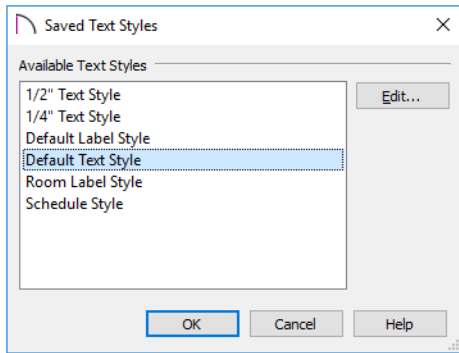 Saved Text Styles
Available Text Styles
1/2" Text Style
1/4" Text Style
Default Label Style
Default Text Style
Room Label Style
Schedule Style
Edit...
OK Cancel Help